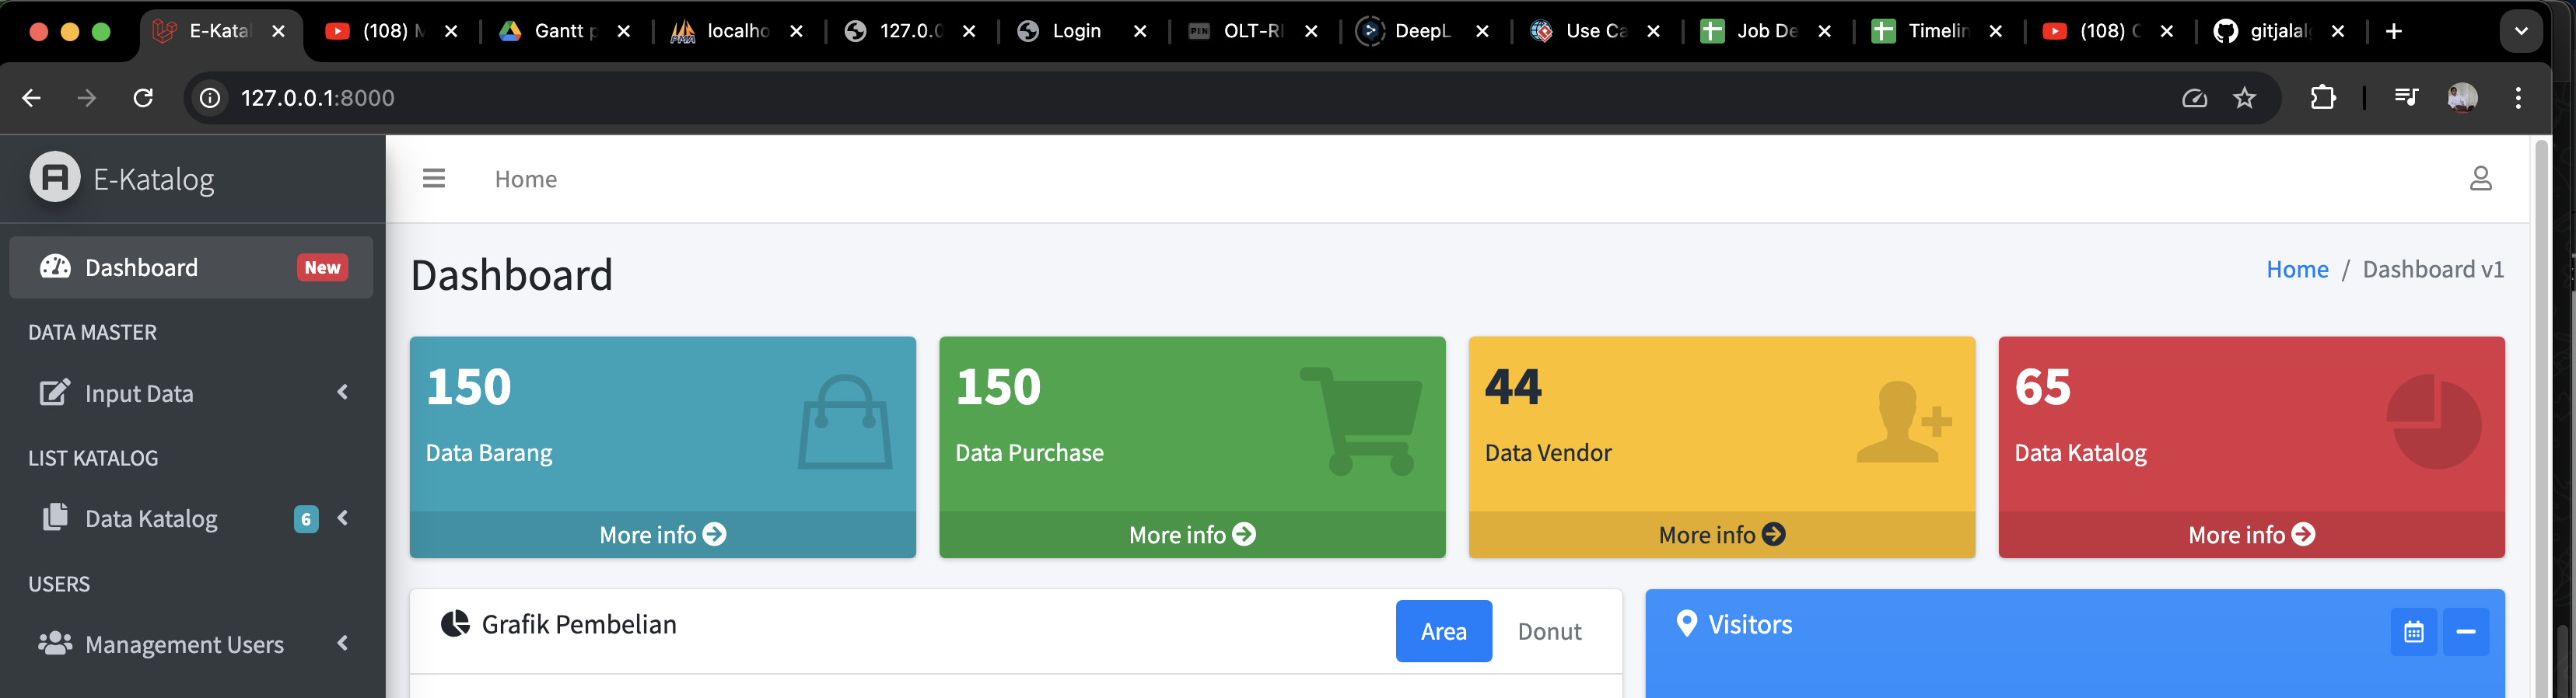 E-Katal
(108) M
Gantt p
localho
127.0.0
Login
OLT-RI
DeepL
Use Ca
Job De
Timelin
(108) C
gitjalal
127.0.0.1:8000
E-Katalog
Home
Dashboard New
DATA MASTER
Input Data
LIST KATALOG
Data Katalog 6
USERS
Management Users
Dashboard
Home / Dashboard v1
150
Data Barang
More info
150
Data Purchase
More info
44
Data Vendor
More info
65
Data Katalog
More info
Grafik Pembelian
Area Donut
Visitors